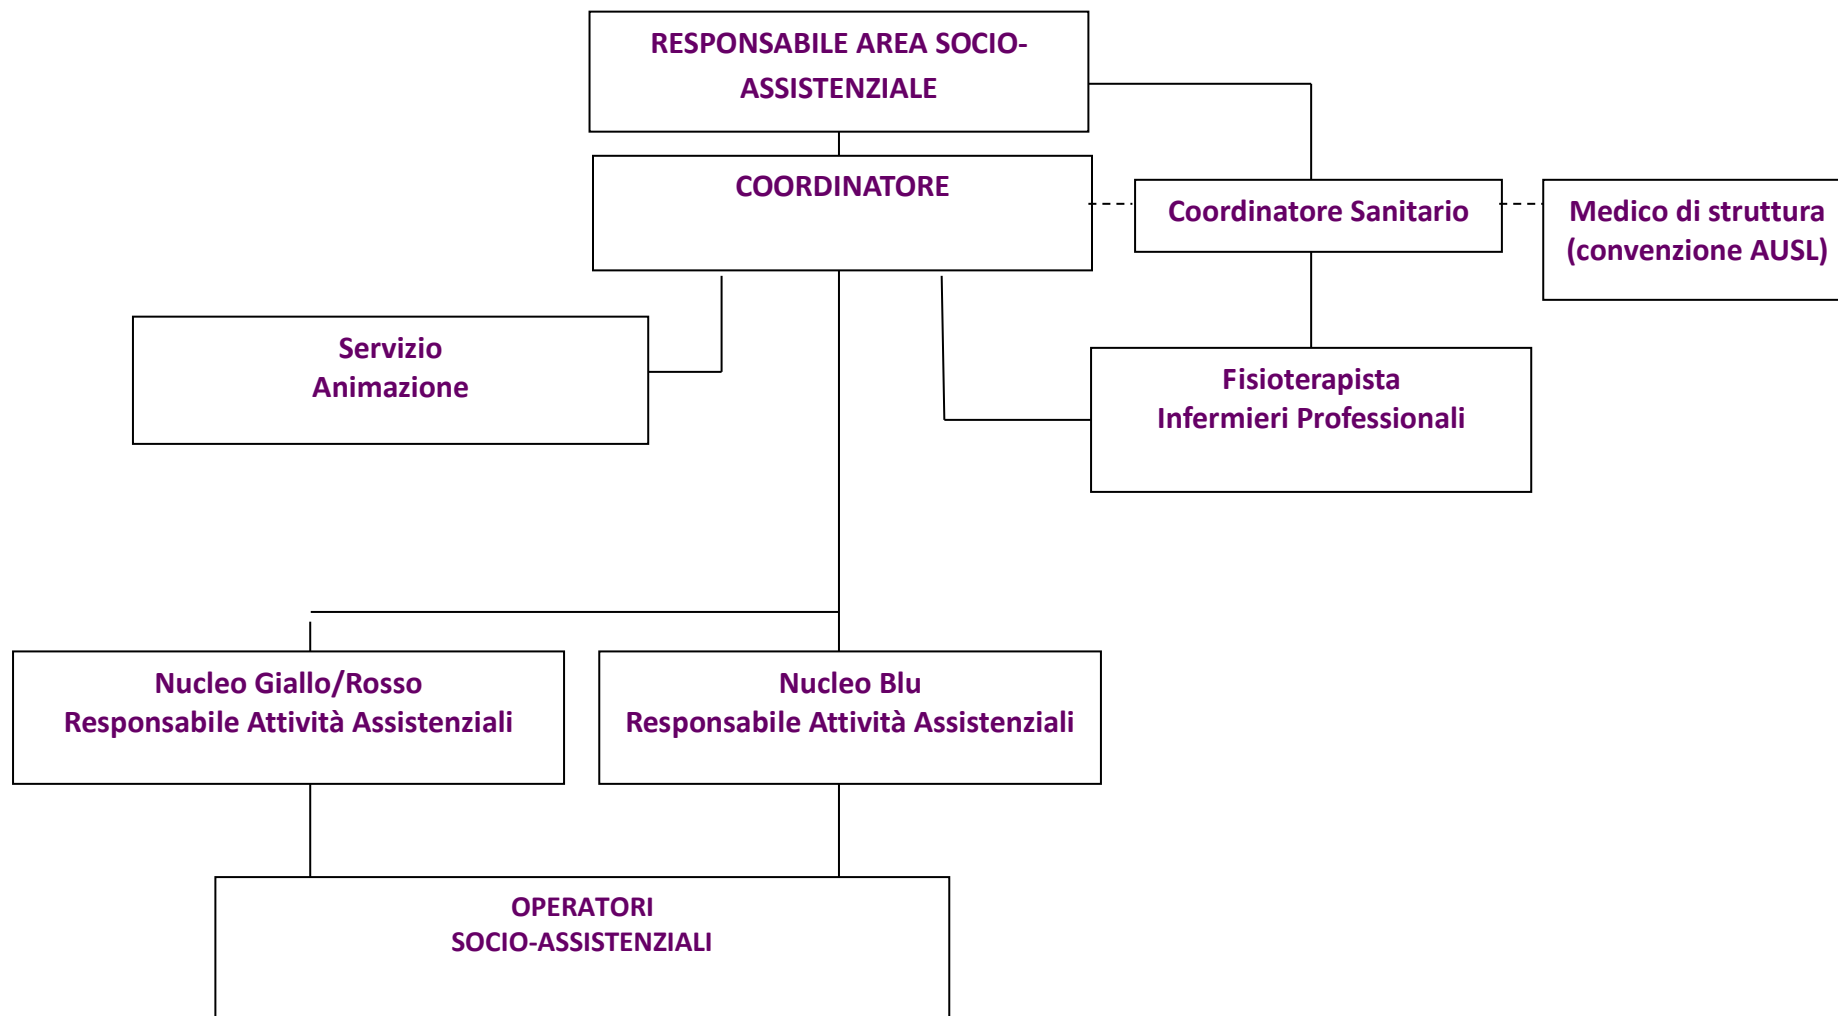 RESPONSABILE AREA SOCIO-
ASSISTENZIALE
COORDINATORE
Coordinatore Sanitario
Medico di struttura
(convenzione AUSL)
Servizio
Animazione
Fisioterapista
Infermieri Professionali
Nucleo Giallo/Rosso
Responsabile Attività Assistenziali
Nucleo Blu
Responsabile Attività Assistenziali
OPERATORI
SOCIO-ASSISTENZIALI